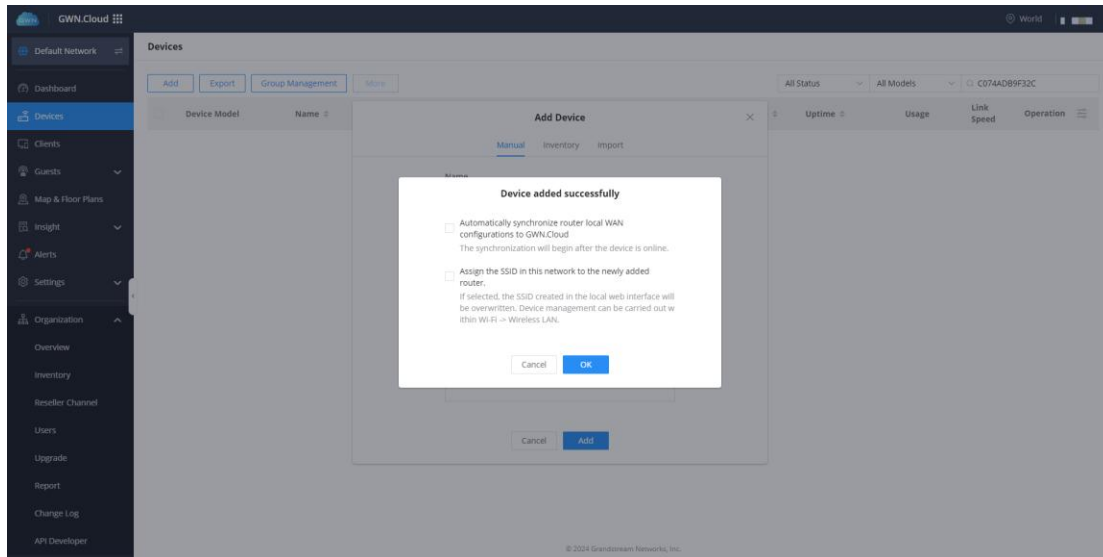 GWN.Cloud
World
Default Network
Devices
Dashboard
Devices
Clients
Guests
Map & Floor Plans
Insight
Alerts
Settings
Organization
Overview
Inventory
Reseller Channel
Users
Upgrade
Report
Change Log
API Developer
Add
Export
Group Management
More
All Status
All Models
C074ADB9F32C
Device Model
Name
Uptime
Usage
Link
Speed
Operation
Add Device
Manual
Inventory
Import
Name
Device added successfully
Automatically synchronize router local WAN
configurations to GWN.Cloud
The synchronization will begin after the device is online.
Assign the SSID in this network to the newly added
router.
If selected, the SSID created in the local web interface will
be overwritten. Device management can be carried out w
ithin Wi-Fi -> Wireless LAN.
Cancel
OK
Cancel
Add
© 2024 Grandstream Networks, Inc.